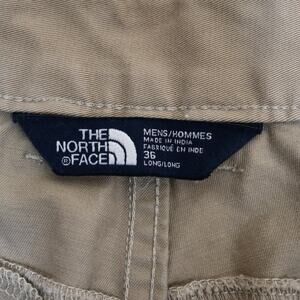 THE
NORTH
®FACE
MENS/HOMMES
MADE IN INDIA
FABRIQUÉ EN INDE
36
LONG/LONG